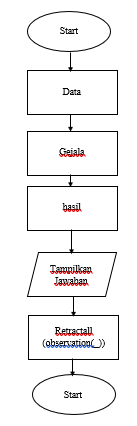 Start
Data
Gejala
hasil
Tampilkan
Jawaban
Retractall
(observation(_))
Start